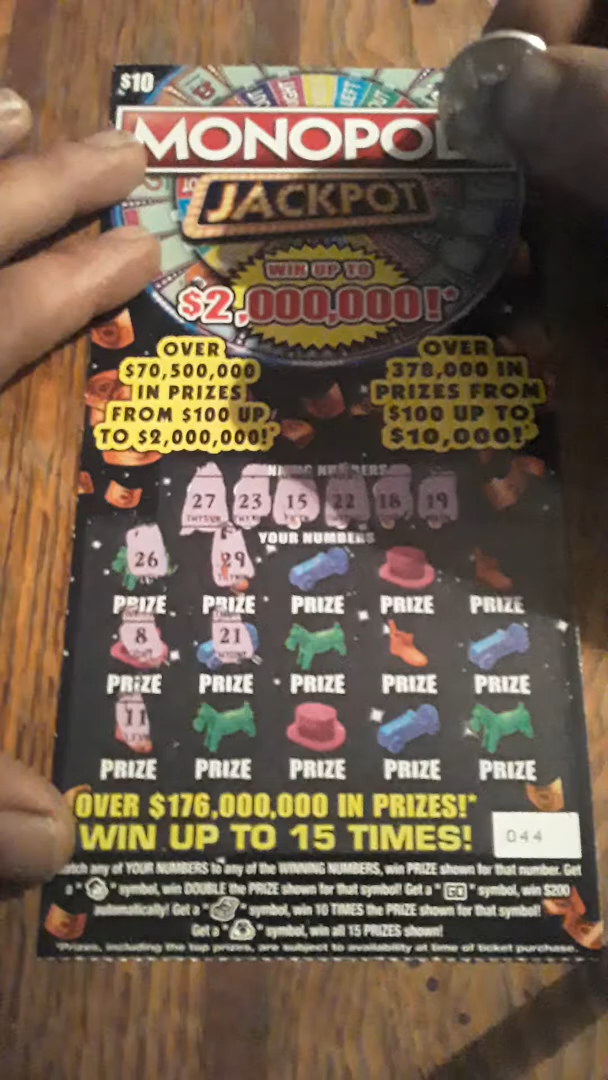 $10
MONOPOL
JACKPOT
WIN UP TO
$2,000,000!*
OVER
$70,500,000
IN PRIZES
FROM $100 UP
TO $2,000,000!*
OVER
378,000 IN
PRIZES FROM
$100 UP TO
$10,000!*
WINNING NUMBERS
27 23 15 22 18 19
YOUR NUMBERS
26 29
PRIZE PRIZE PRIZE PRIZE PRIZE
8 21
PRIZE PRIZE PRIZE PRIZE PRIZE
11
PRIZE PRIZE PRIZE PRIZE PRIZE
OVER $176,000,000 IN PRIZES!*
WIN UP TO 15 TIMES!
044
atch any of YOUR NUMBERS to any of the WINNING NUMBERS, win PRIZE shown for that number. Get
a " " symbol, win DOUBLE the PRIZE shown for that symbol! Get a "GO" symbol, win $200
automatically! Get a " " symbol, win 10 TIMES the PRIZE shown for that symbol!
Get a " " symbol, win all 15 PRIZES shown!
*Prizes, including the top prizes, are subject to availability at time of ticket purchase.